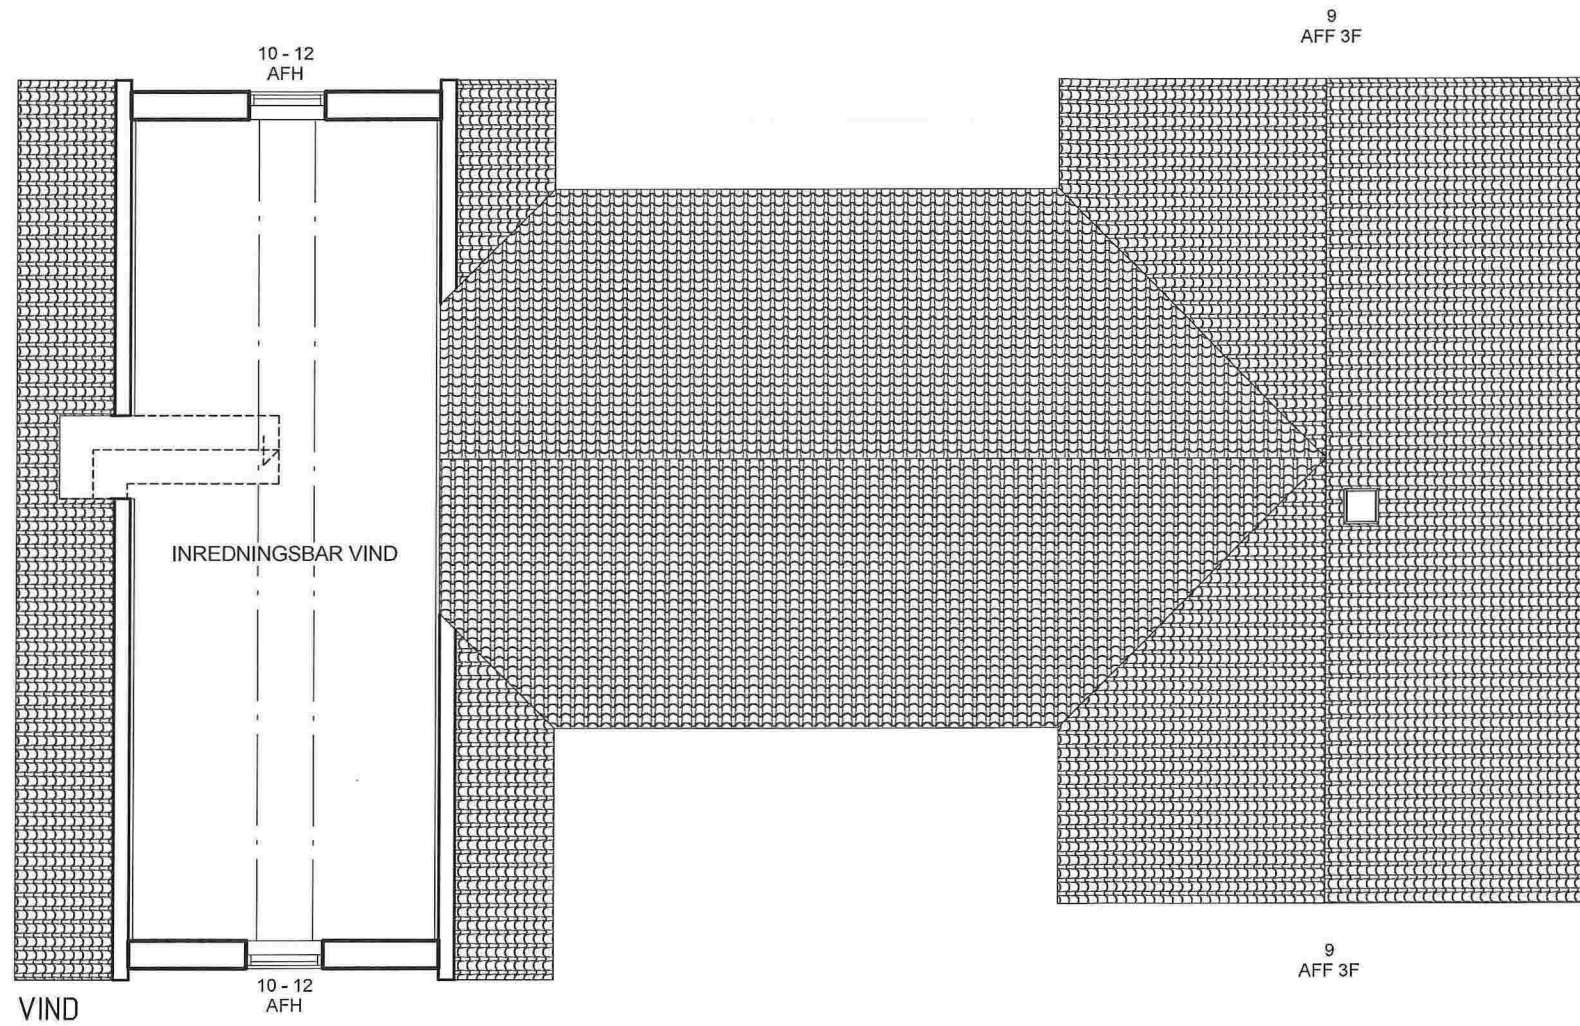 9
AFF 3F
10 - 12
AFH
INREDNINGSBAR VIND
9
AFF 3F
10 - 12
AFH
VIND